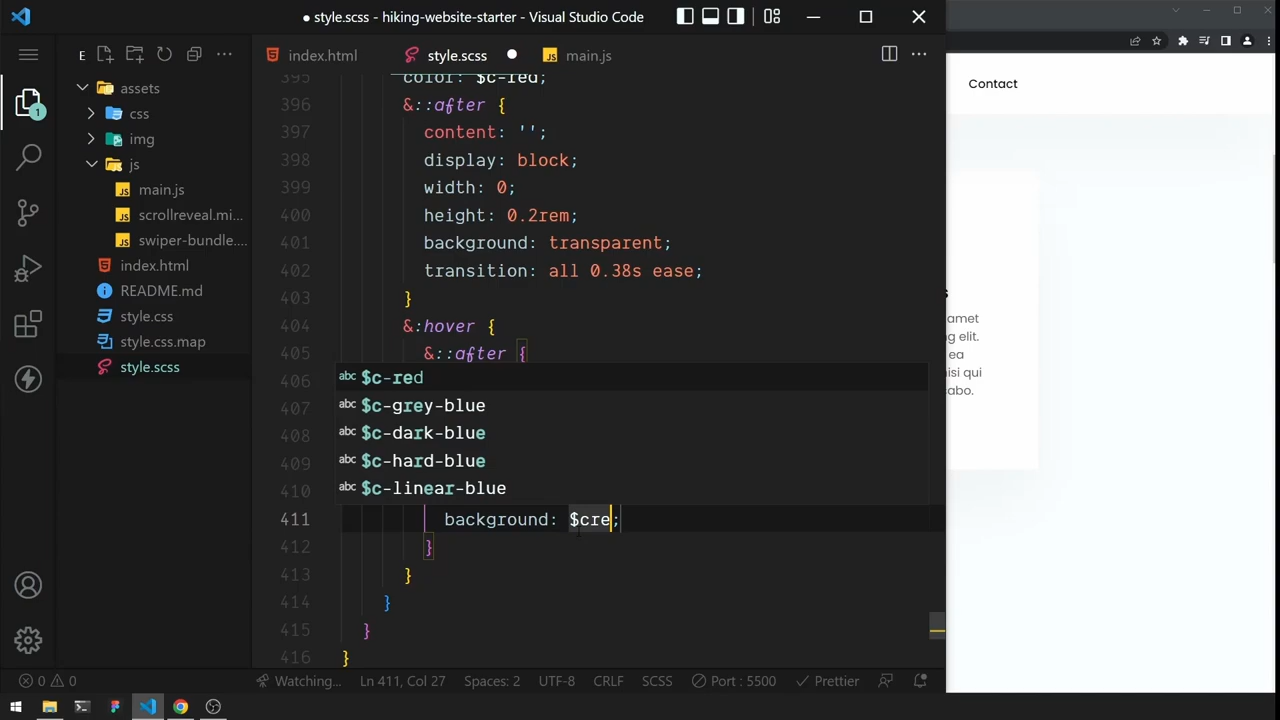 style.scss - hiking-website-starter - Visual Studio Code
E
index.html
style.scss
main.js
assets
css
img
js
main.js
scrollreveal.mi...
swiper-bundle....
index.html
README.md
style.css
style.css.map
style.scss
1
395 color: $c-red;
396 &::after {
397 content: '';
398 display: block;
399 width: 0;
400 height: 0.2rem;
401 background: transparent;
402 transition: all 0.38s ease;
403 }
404 &:hover {
405 &::after {
406
407
408
409
410
abc $c-red
abc $c-grey-blue
abc $c-dark-blue
abc $c-hard-blue
abc $c-linear-blue
411 background: $cre;
412 }
413 }
414 }
415 }
416 }
Contact
s
amet
ng elit.
ea
nisi qui
cabo.
0 0 Watching... Ln 411, Col 27 Spaces: 2 UTF-8 CRLF SCSS Port : 5500 Prettier